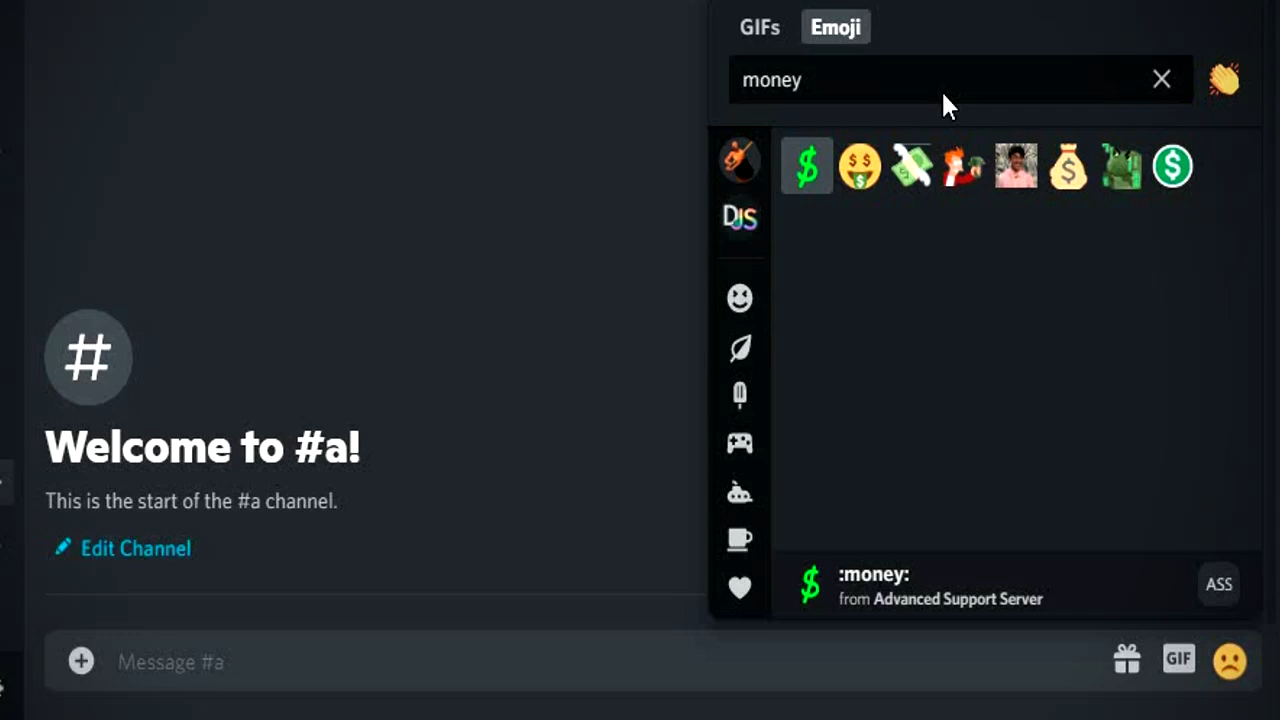 GIFs Emoji
money
DJS
Welcome to #a!
This is the start of the #a channel.
Edit Channel
:money:
from Advanced Support Server
ASS
Message #a
GIF